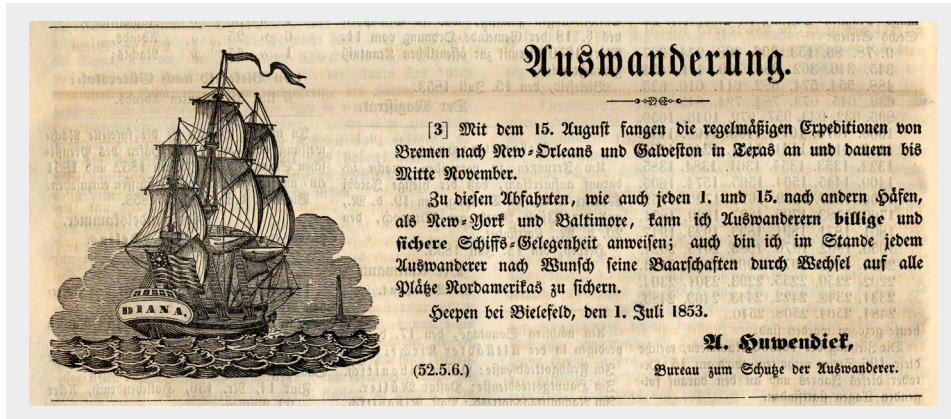 Auswanderung.
[3] Mit dem 15. August fangen die regelmäßigen Expeditionen von
Bremen nach New-Orleans und Galveston in Texas an und dauern bis
Mitte November.
Zu diesen Abfahrten, wie auch jeden 1. und 15. nach andern Häfen,
als New-York und Baltimore, kann ich Auswanderern billige und
sichere Schiffs-Gelegenheit anweisen; auch bin ich im Stande jedem
Auswanderer nach Wunsch seine Baarschaften durch Wechsel auf alle
Plätze Nordamerikas zu sichern.
Heepen bei Bielefeld, den 1. Juli 1853.
A. Huwendiek,
(52.5.6.) Bureau zum Schutze der Auswanderer.
DIANA.